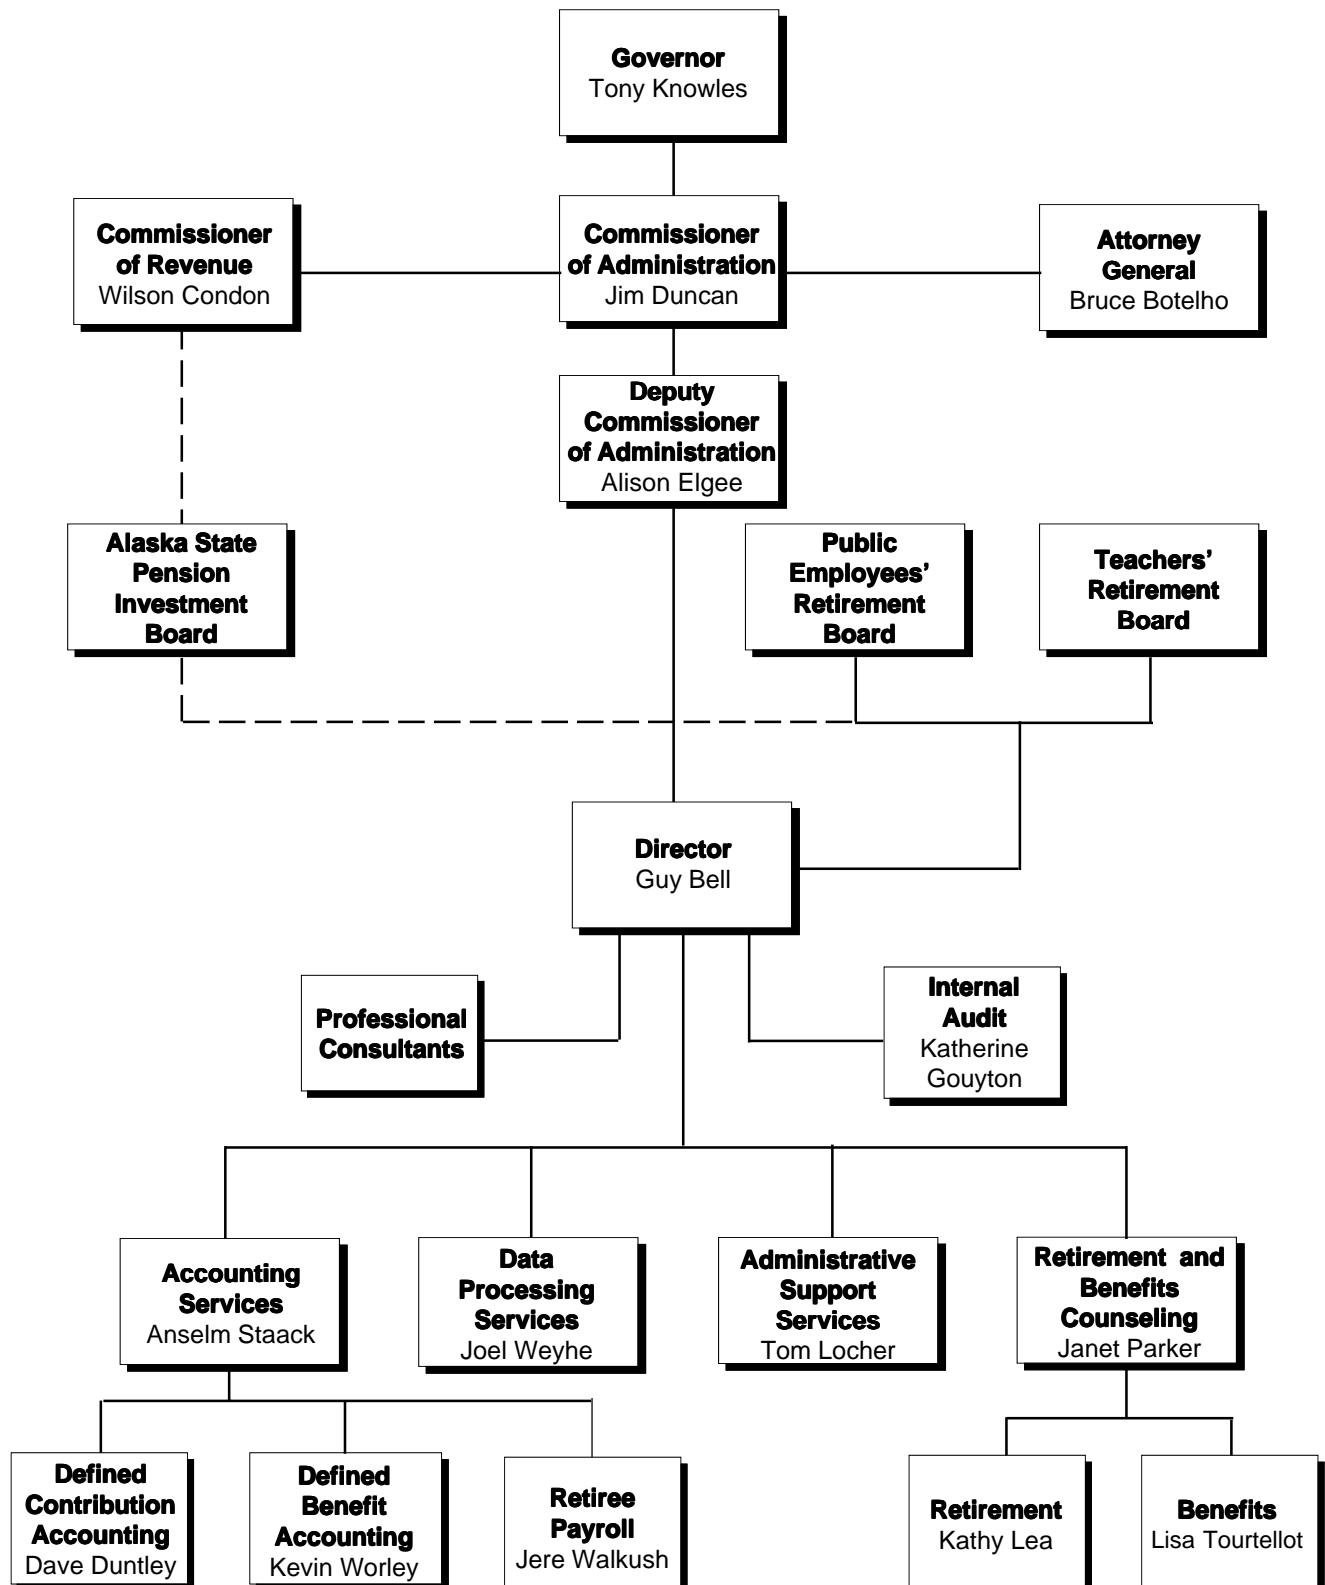 Governor
Tony Knowles
Commissioner
of Revenue
Wilson Condon
Commissioner
of Administration
Jim Duncan
Attorney
General
Bruce Botelho
Deputy
Commissioner
of Administration
Alison Elgee
Alaska State
Pension
Investment
Board
Public
Employees’
Retirement
Board
Teachers’
Retirement
Board
Director
Guy Bell
Professional
Consultants
Internal
Audit
Katherine
Gouyton
Accounting
Services
Anselm Staack
Data
Processing
Services
Joel Weyhe
Administrative
Support
Services
Tom Locher
Retirement and
Benefits
Counseling
Janet Parker
Defined
Contribution
Accounting
Dave Duntley
Defined
Benefit
Accounting
Kevin Worley
Retiree
Payroll
Jere Walkush
Retirement
Kathy Lea
Benefits
Lisa Tourtellot